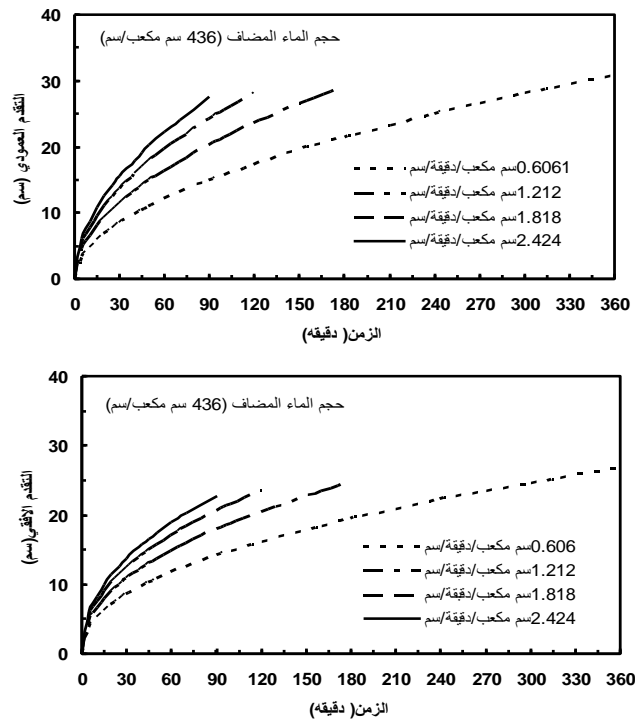 40
30
20
10
0
التقدم العمودي (سم)
حجم الماء المضاف (436 سم مكعب/سم)
0.6061سم مكعب/دقيقة/سم
1.212سم مكعب/دقيقة/سم
1.818سم مكعب/دقيقة/سم
2.424سم مكعب/دقيقة/سم
0 30 60 90 120 150 180 210 240 270 300 330 360
الزمن( دقيقه)
40
30
20
10
0
التقدم الافقي(سم)
حجم الماء المضاف (436 سم مكعب/سم)
0.606سم مكعب/دقيقة/سم
1.212سم مكعب/دقيقة/سم
1.818سم مكعب/دقيقة/سم
2.424سم مكعب/دقيقة/سم
0 30 60 90 120 150 180 210 240 270 300 330 360
الزمن( دقيقه)